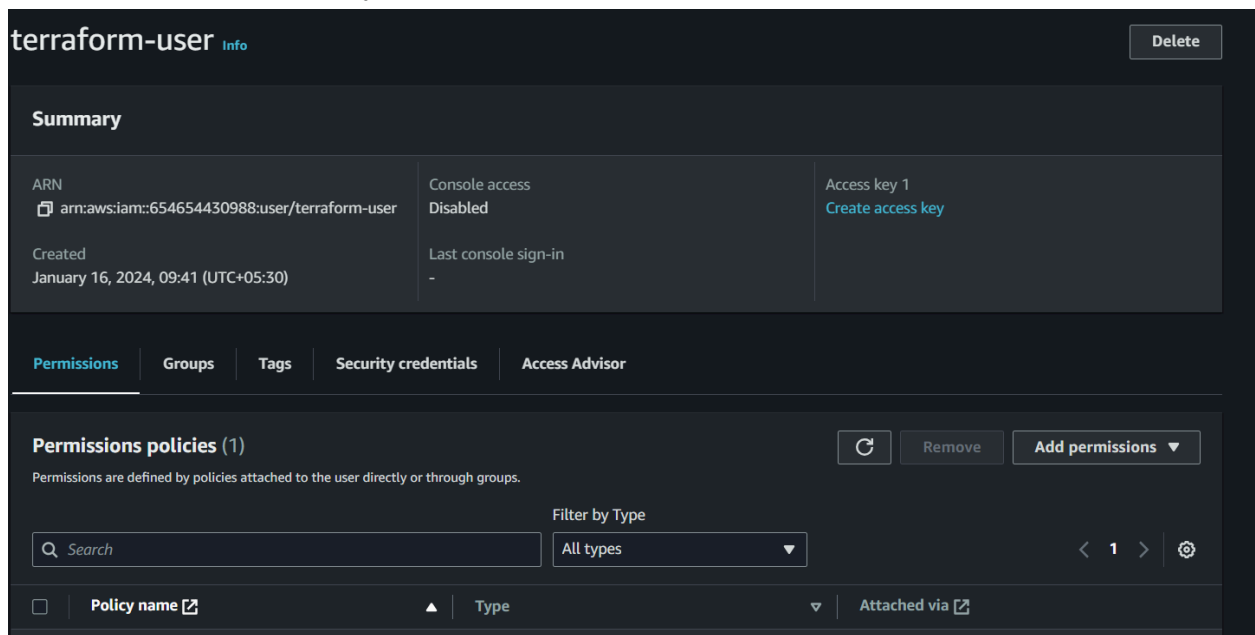 terraform-user Info
Delete
Summary
ARN
arn:aws:iam::654654430988:user/terraform-user
Console access
Disabled
Access key 1
Create access key
Created
January 16, 2024, 09:41 (UTC+05:30)
Last console sign-in
-
Permissions Groups Tags Security credentials Access Advisor
Permissions policies (1)
Remove Add permissions
Permissions are defined by policies attached to the user directly or through groups.
Filter by Type
Search All types 1
Policy name Type Attached via